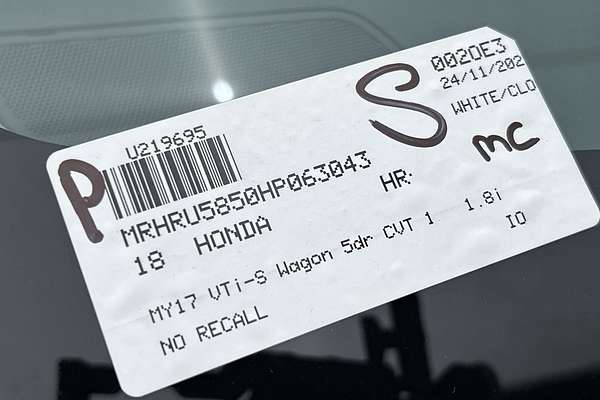 U219695
002DE3
24/11/202
WHITE/CLO
P
S
mc
MRHRU5850HP063043
HR
18 HONDA
MY17 VTi-S Wagon 5dr CVT 1 1.8i
IO
NO RECALL